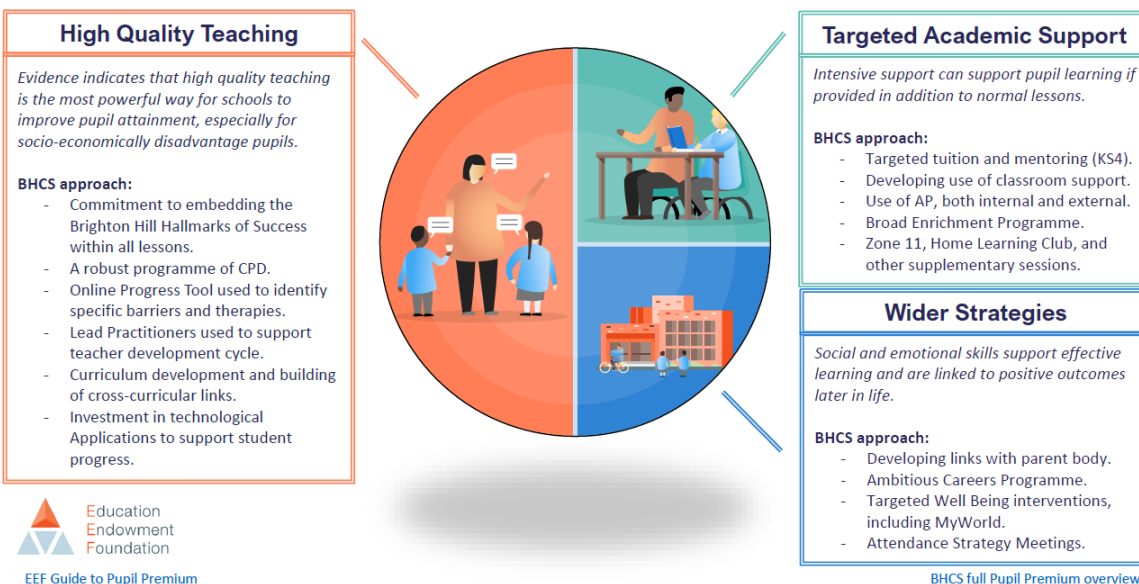 High Quality Teaching
Evidence indicates that high quality teaching
is the most powerful way for schools to
improve pupil attainment, especially for
socio-economically disadvantage pupils.
BHCS approach:
- Commitment to embedding the
Brighton Hill Hallmarks of Success
within all lessons.
- A robust programme of CPD.
- Online Progress Tool used to identify
specific barriers and therapies.
- Lead Practitioners used to support
teacher development cycle.
- Curriculum development and building
of cross-curricular links.
- Investment in technological
Applications to support student
progress.
Education
Endowment
Foundation
EEF Guide to Pupil Premium
Targeted Academic Support
Intensive support can support pupil learning if
provided in addition to normal lessons.
BHCS approach:
- Targeted tuition and mentoring (KS4).
- Developing use of classroom support.
- Use of AP, both internal and external.
- Broad Enrichment Programme.
- Zone 11, Home Learning Club, and
other supplementary sessions.
Wider Strategies
Social and emotional skills support effective
learning and are linked to positive outcomes
later in life.
BHCS approach:
- Developing links with parent body.
- Ambitious Careers Programme.
- Targeted Well Being interventions,
including MyWorld.
- Attendance Strategy Meetings.
BHCS full Pupil Premium overview